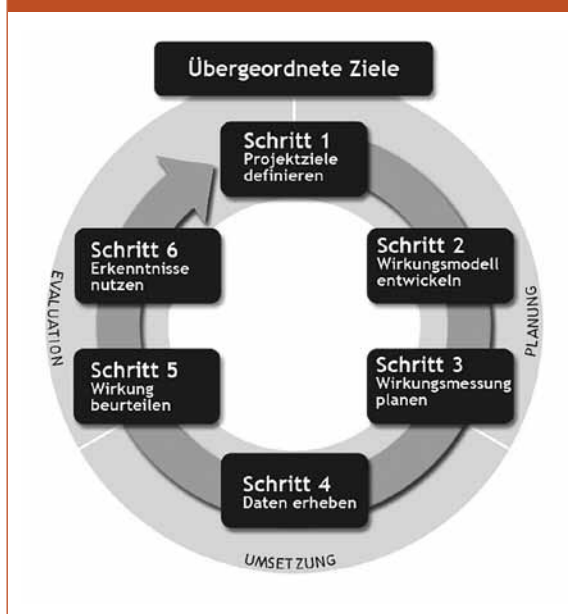 Übergeordnete Ziele
Schritt 1
Projektziele
definieren
Schritt 2
Wirkungsmodell
entwickeln
Schritt 3
Wirkungsmessung
planen
PLANUNG
Schritt 4
Daten erheben
UMSETZUNG
Schritt 5
Wirkung
beurteilen
Schritt 6
Erkenntnisse
nutzen
EVALUATION